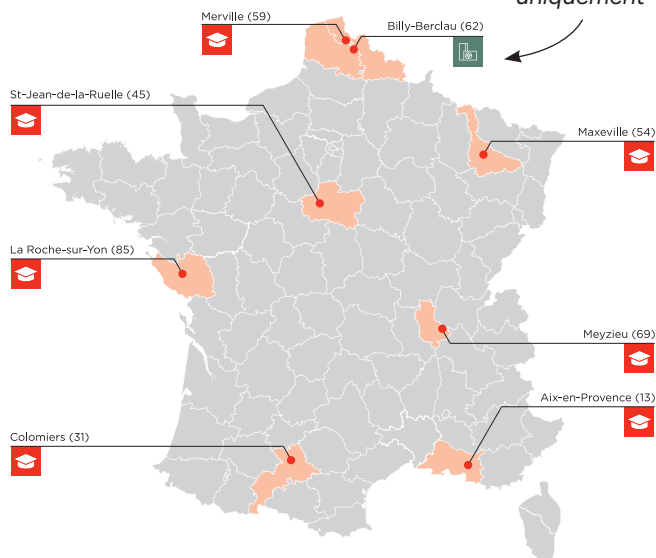 uniquement
Merville (59)
Billy-Berclau (62)
St-Jean-de-la-Ruelle (45)
Maxeville (54)
La Roche-sur-Yon (85)
Meyzieu (69)
Aix-en-Provence (13)
Colomiers (31)